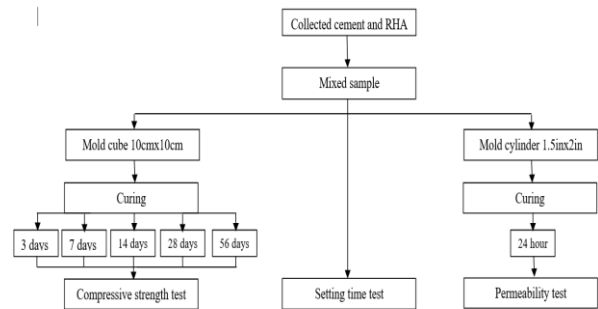 Collected cement and RHA
Mixed sample
Mold cube 10cmx10cm
Mold cylinder 1.5inx2in
Curing
Curing
3 days
7 days
14 days
28 days
56 days
24 hour
Compressive strength test
Setting time test
Permeability test